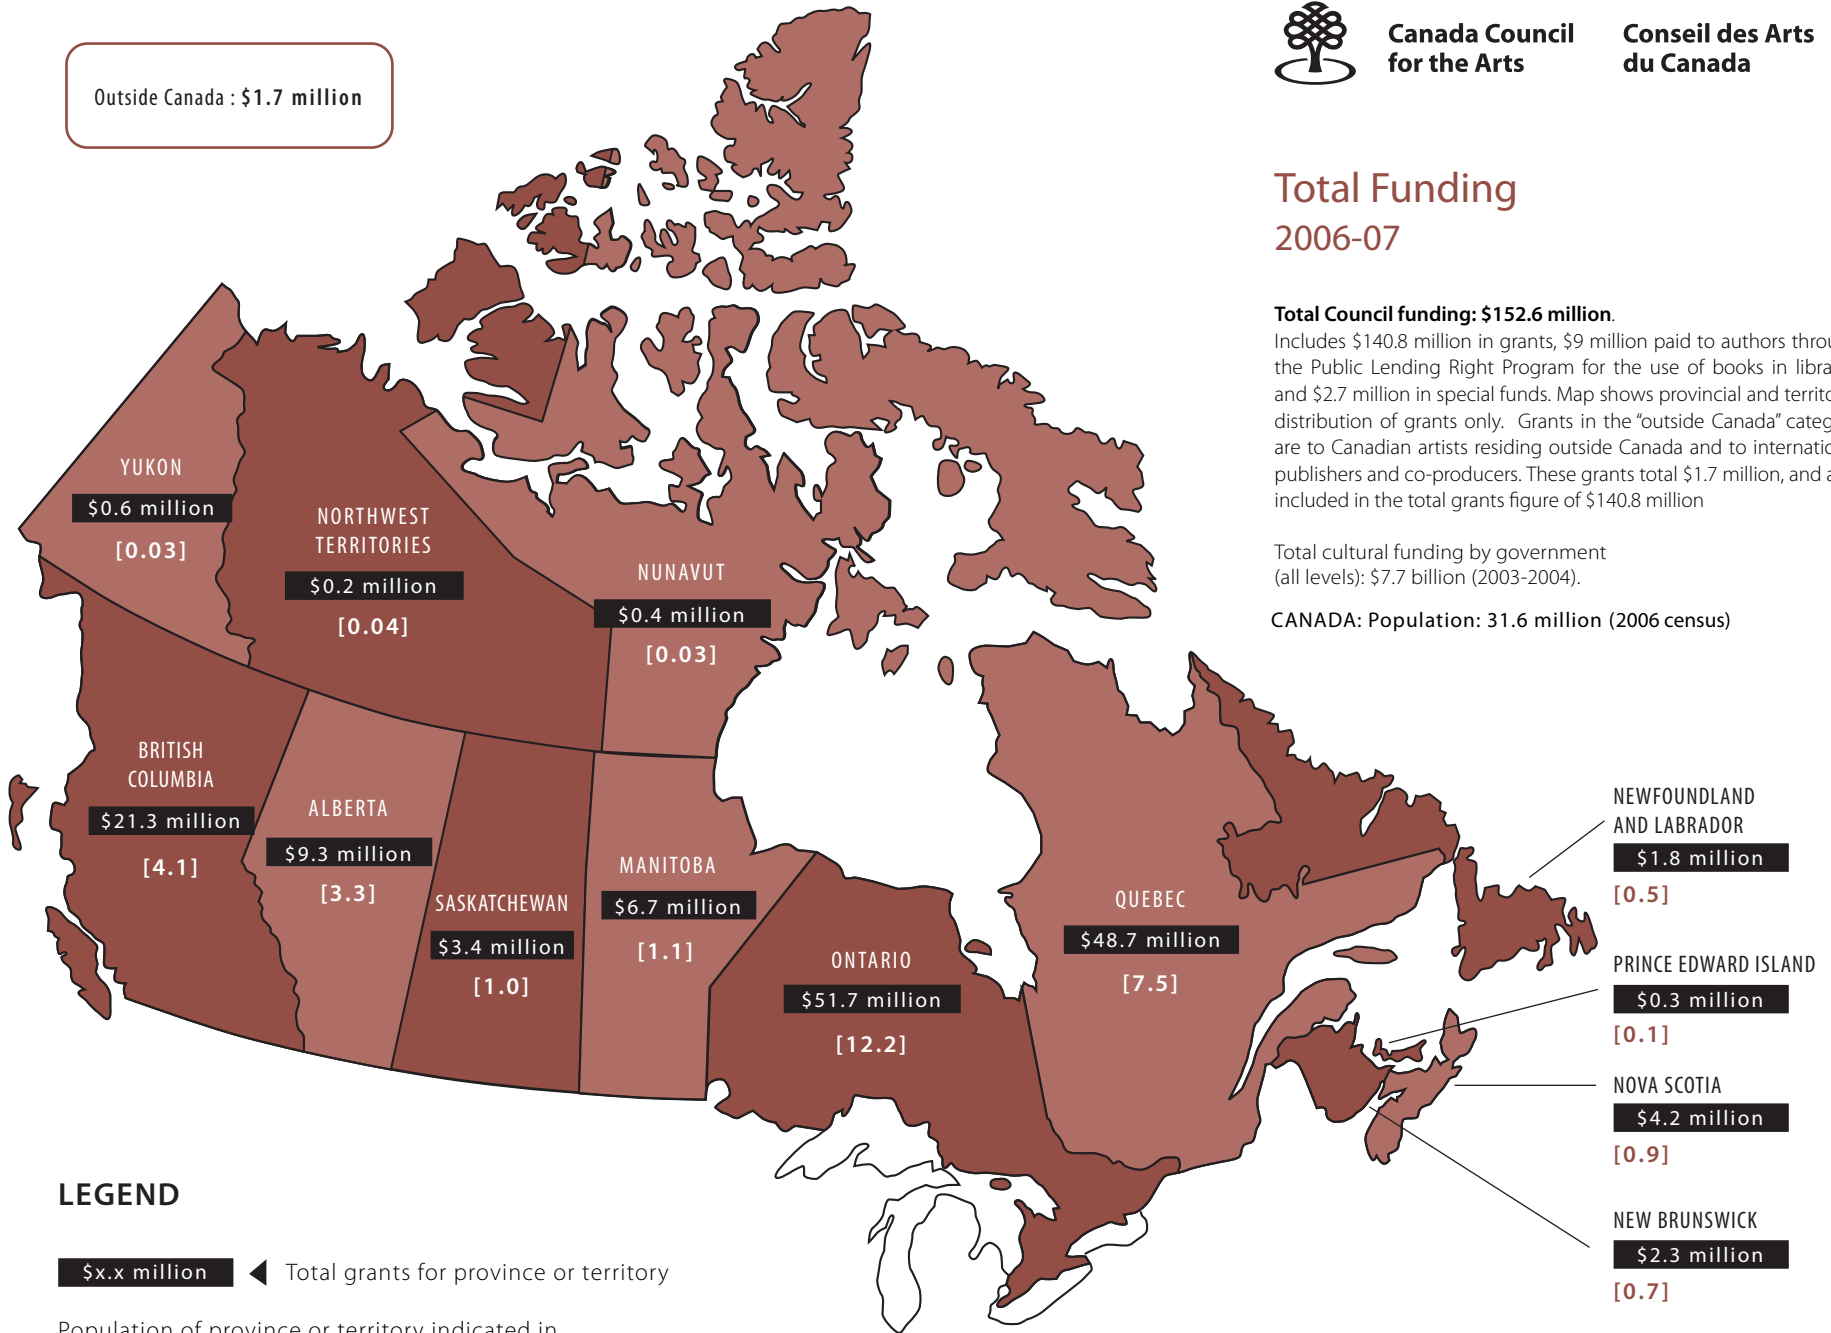 Outside Canada : $1.7 million
Canada Council
for the Arts
Conseil des Arts
du Canada
Total Funding
2006-07
Total Council funding: $152.6 million.
Includes $140.8 million in grants, $9 million paid to authors
the Public Lending Right Program for the use of books in
and $2.7 million in special funds. Map shows provincial and
distribution of grants only. Grants in the “outside Canada”
are to Canadian artists residing outside Canada and to
publishers and co-producers. These grants total $1.7 million, and
included in the total grants figure of $140.8 million
Total cultural funding by government
(all levels): $7.7 billion (2003-2004).
CANADA: Population: 31.6 million (2006 census)
YUKON
$0.6 million
[0.03]
NORTHWEST
TERRITORIES
$0.2 million
[0.04]
NUNAVUT
$0.4 million
[0.03]
BRITISH
COLUMBIA
$21.3 million
[4.1]
ALBERTA
$9.3 million
[3.3]
SASKATCHEWAN
$3.4 million
[1.0]
MANITOBA
$6.7 million
[1.1]
ONTARIO
$51.7 million
[12.2]
QUEBEC
$48.7 million
[7.5]
NEWFOUNDLAND
AND LABRADOR
$1.8 million
[0.5]
PRINCE EDWARD ISLAND
$0.3 million
[0.1]
NOVA SCOTIA
$4.2 million
[0.9]
NEW BRUNSWICK
$2.3 million
[0.7]
LEGEND
$x.x million
Total grants for province or territory
Population of province or territory indicated in